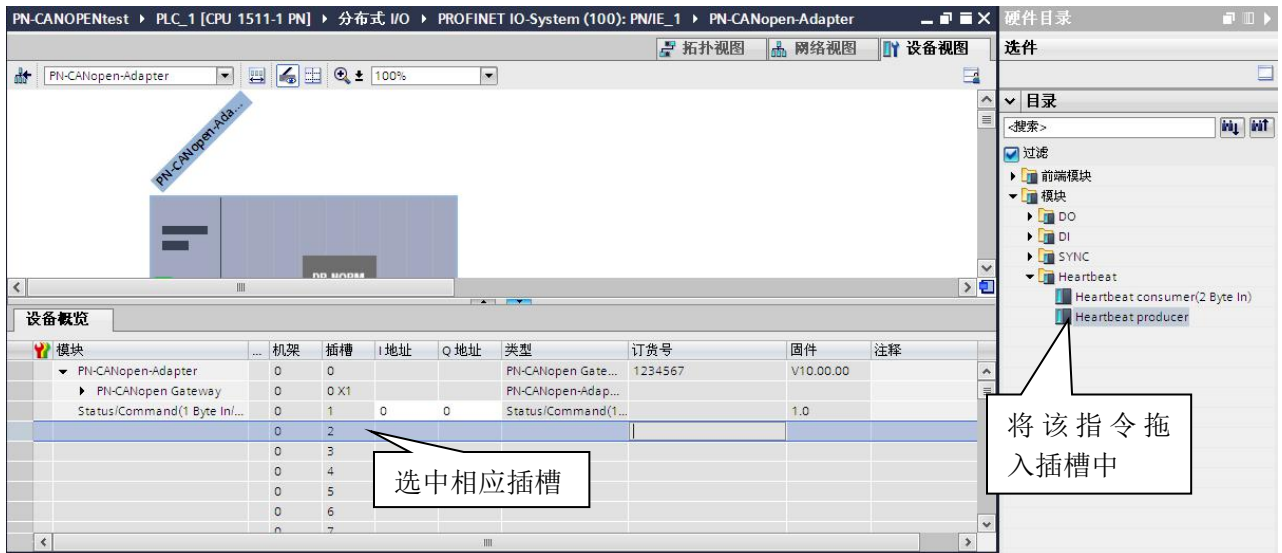 PN-CANOPENtest ▸ PLC_1 [CPU 1511-1 PN] ▸ 分布式 I/O ▸ PROFINET IO-System (100): PN/IE_1 ▸ PN-CANopen-Adapter
拓扑视图 网络视图 设备视图
PN-CANopen-Adapter 100%
PN-CANopen-Ada...
DP-NORM
设备概览
模块 ... 机架 插槽 I 地址 Q 地址 类型 订货号 固件 注释
PN-CANopen-Adapter 0 0 PN-CANopen Gate... 1234567 V10.00.00
PN-CANopen Gateway 0 0 X1 PN-CANopen-Adap...
Status/Command(1 Byte In/... 0 1 0 0 Status/Command(1... 1.0
0 2
0 3
0 4
0 5
0 6
0 7
选中相应插槽
硬件目录
选件
目录
<搜索>
过滤
前端模块
模块
DO
DI
SYNC
Heartbeat
Heartbeat consumer(2 Byte In)
Heartbeat producer
将该指令拖
入插槽中